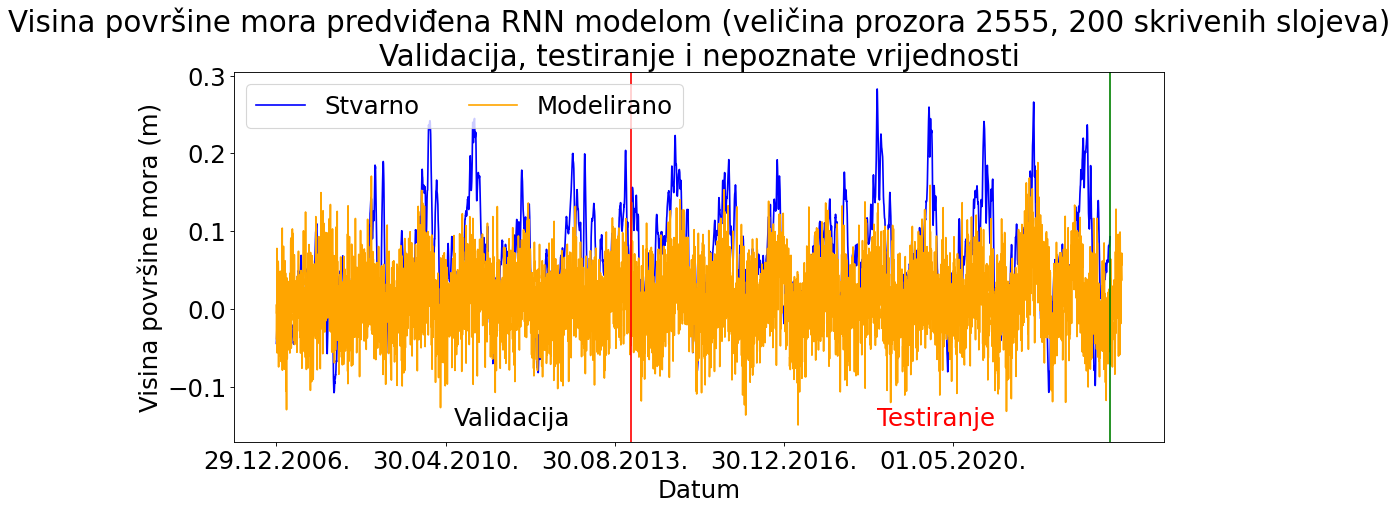 Visina površine mora predviđena RNN modelom (veličina prozora 2555, 200 skrivenih slojeva)
Validacija, testiranje i nepoznate vrijednosti
Stvarno
Modelirano
Visina površine mora (m)
0.3
0.2
0.1
0.0
−0.1
Validacija
Testiranje
29.12.2006.
30.04.2010.
30.08.2013.
30.12.2016.
01.05.2020.
Datum